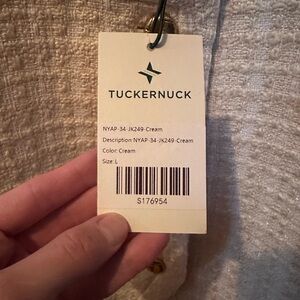 TUCKERNUCK
NYAP-34-JK249-Cream
Description:NYAP-34-JK249-Cream
Color: Cream
Size: L
S176954